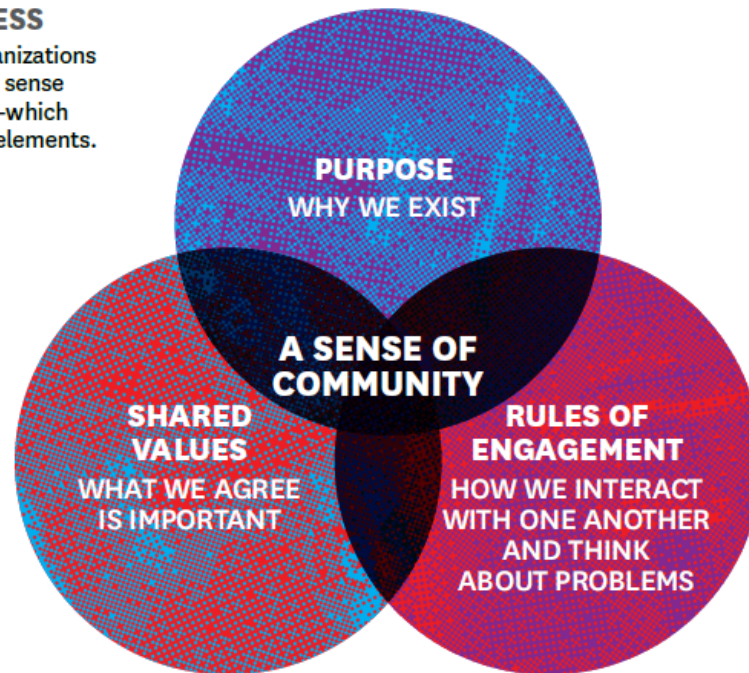 ESS
anizations
sense
-which
elements.
PURPOSE
WHY WE EXIST
A SENSE OF
COMMUNITY
SHARED
VALUES
WHAT WE AGREE
IS IMPORTANT
RULES OF
ENGAGEMENT
HOW WE INTERACT
WITH ONE ANOTHER
AND THINK
ABOUT PROBLEMS